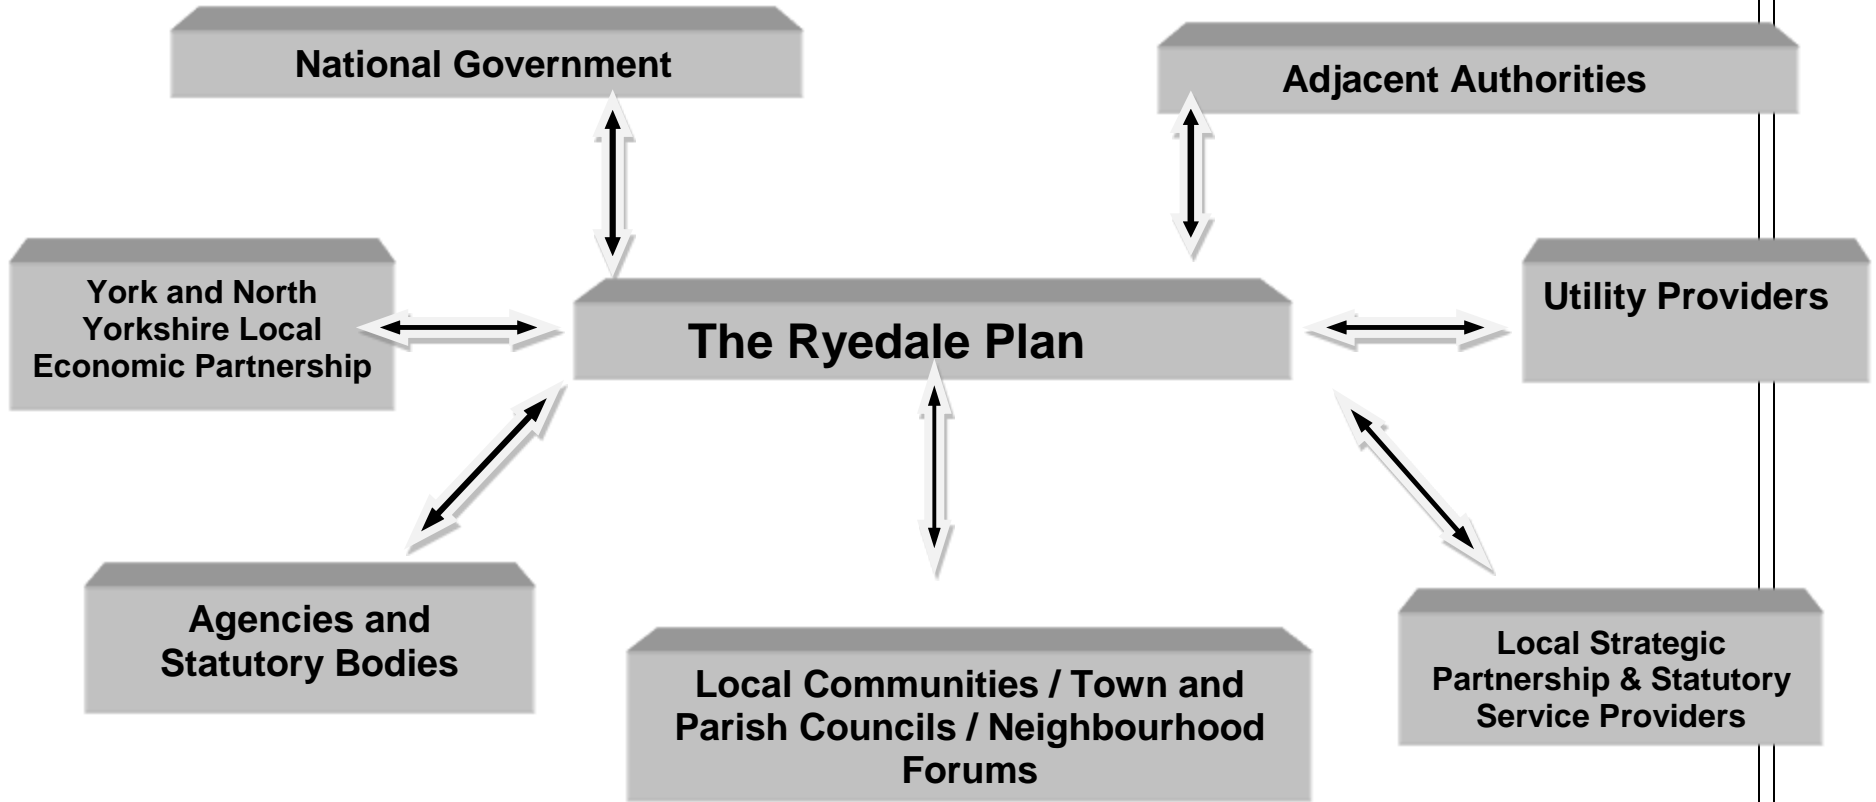 National Government
Adjacent Authorities
York and North
Yorkshire Local
Economic Partnership
The Ryedale Plan
Utility Providers
Agencies and
Statutory Bodies
Local Communities / Town and
Parish Councils / Neighbourhood
Forums
Local Strategic
Partnership & Statutory
Service Providers